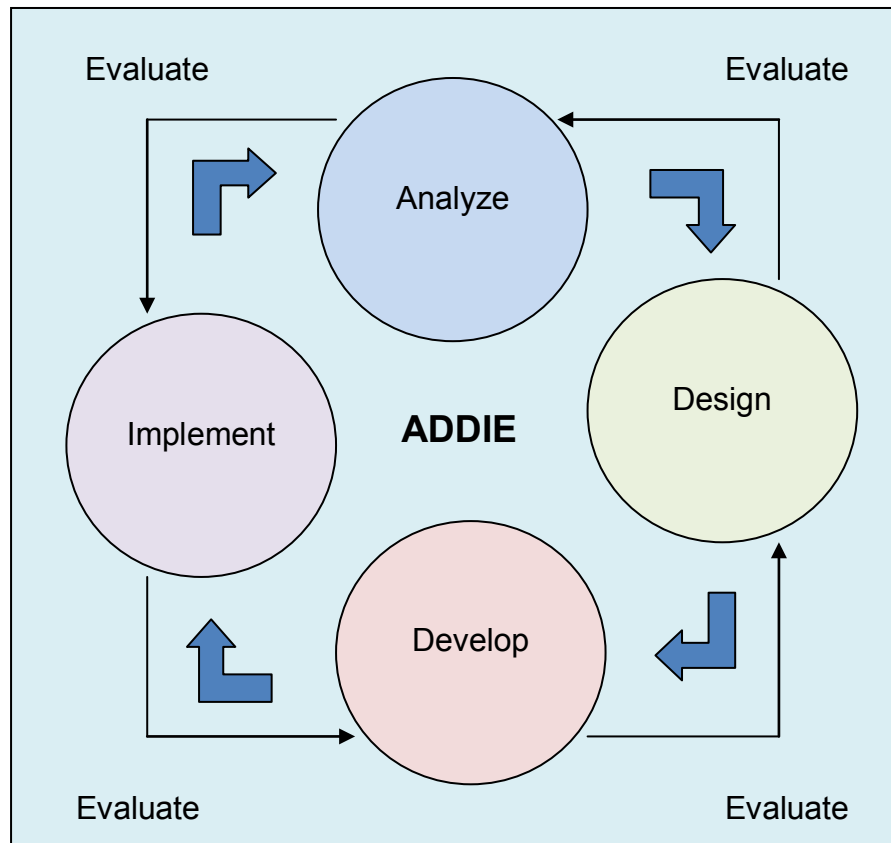 Evaluate
Evaluate
Analyze
Design
Implement
ADDIE
Develop
Evaluate
Evaluate